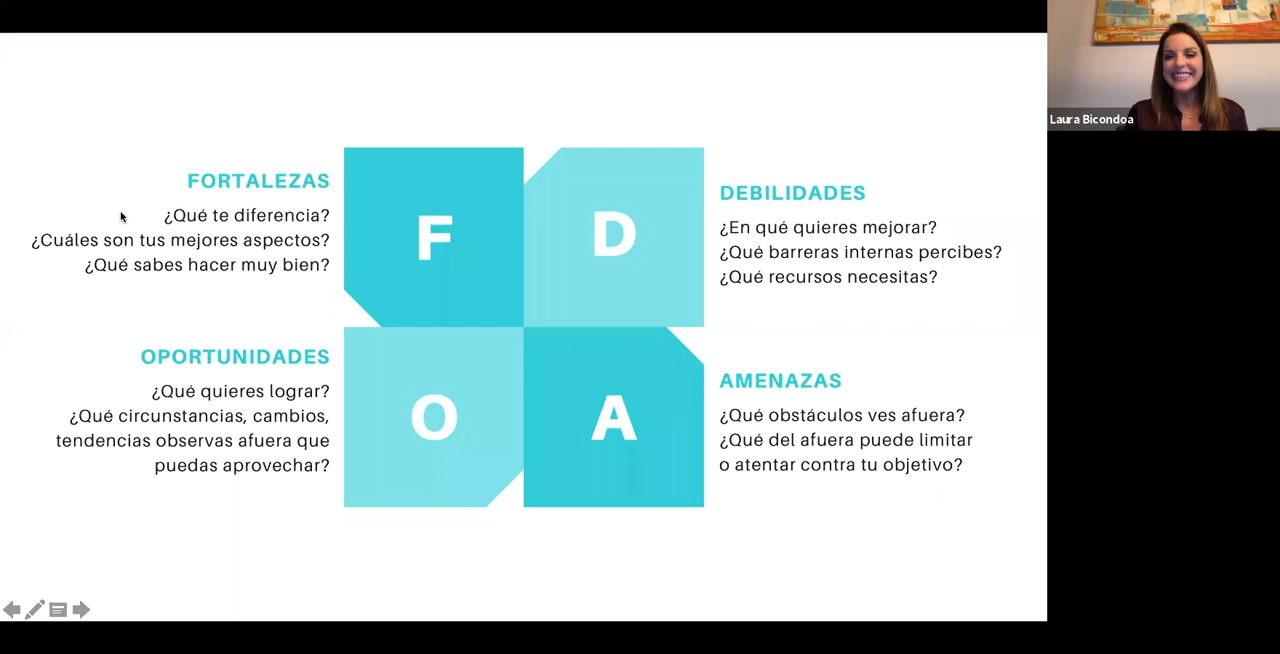 FORTALEZAS
¿Qué te diferencia?
¿Cuáles son tus mejores aspectos?
¿Qué sabes hacer muy bien?
F
D
DEBILIDADES
¿En qué quieres mejorar?
¿Qué barreras internas percibes?
¿Qué recursos necesitas?
OPORTUNIDADES
¿Qué quieres lograr?
¿Qué circunstancias, cambios,
tendencias observas afuera que
puedas aprovechar?
O
A
AMENAZAS
¿Qué obstáculos ves afuera?
¿Qué del afuera puede limitar
o atentar contra tu objetivo?
Laura Bicondoa